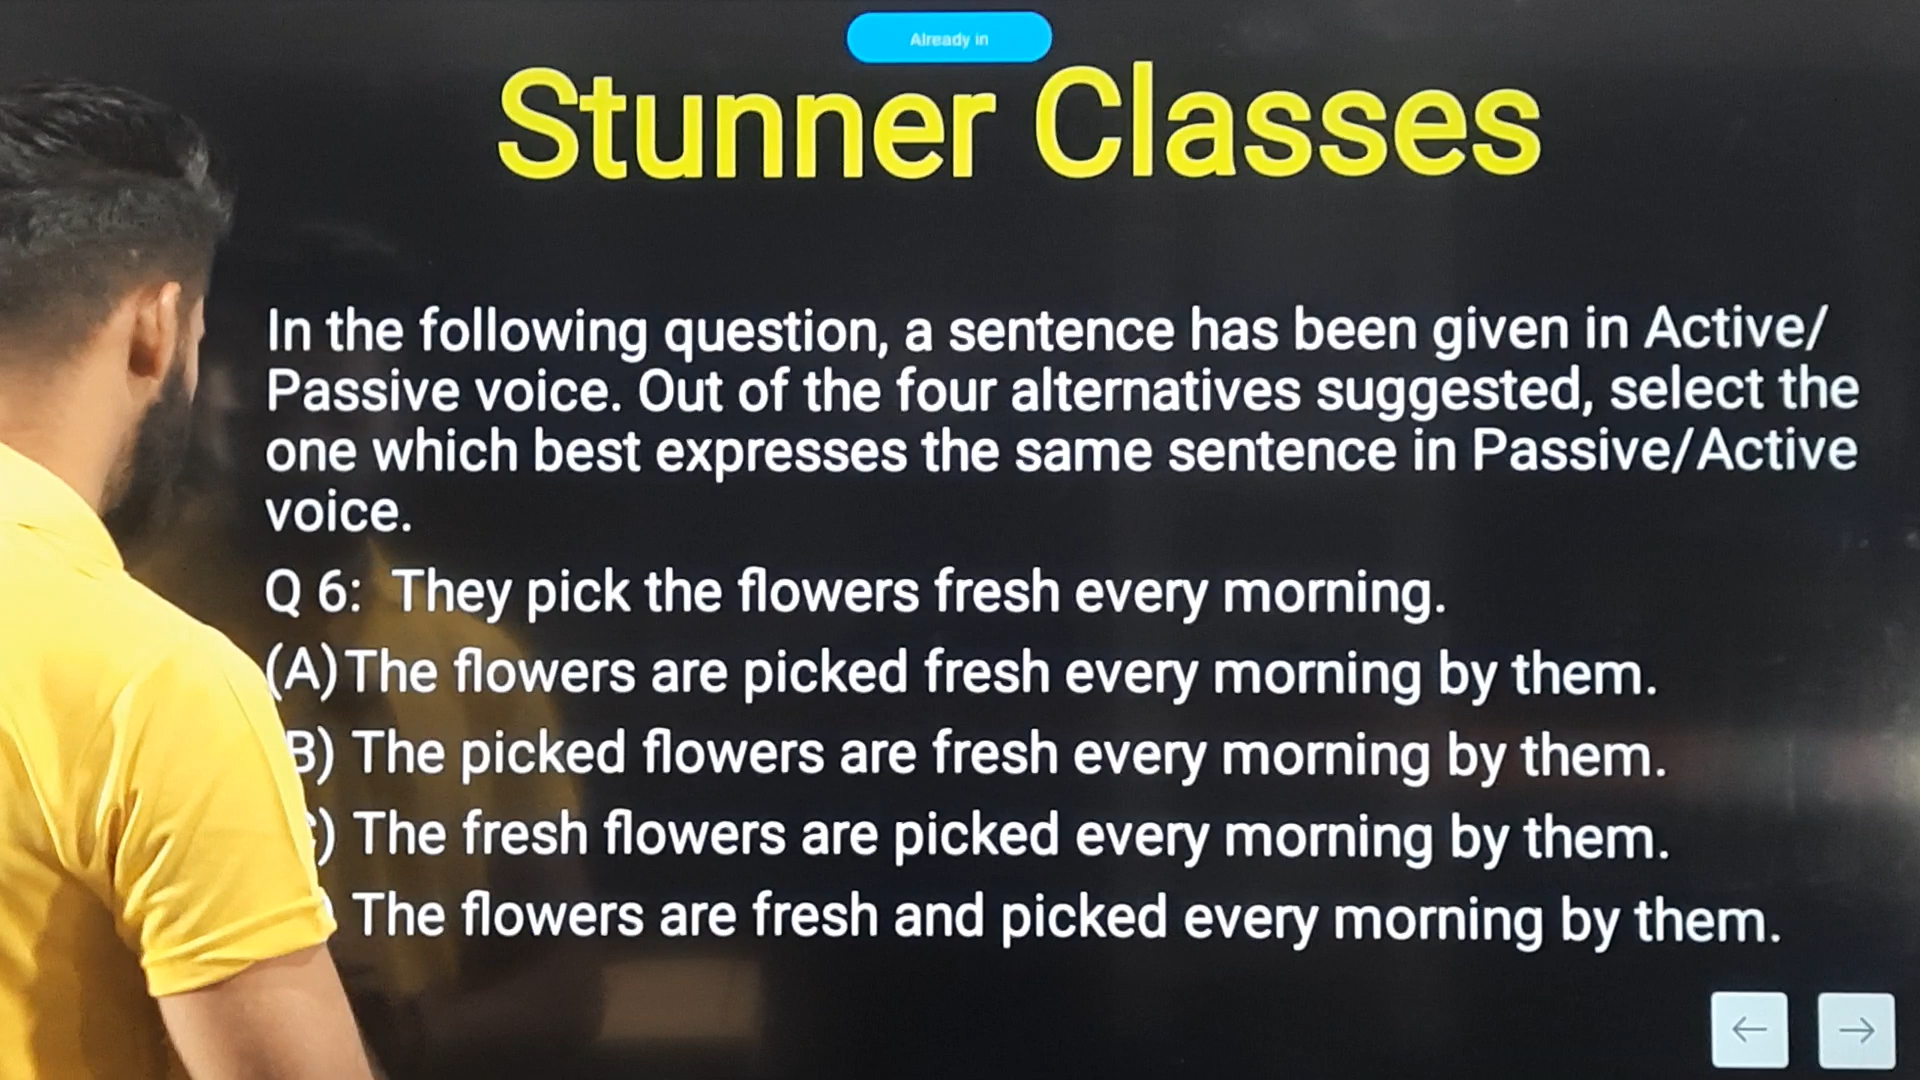 Already in
Stunner Classes
In the following question, a sentence has been given in Active/
Passive voice. Out of the four alternatives suggested, select the
one which best expresses the same sentence in Passive/Active
voice.
Q 6: They pick the flowers fresh every morning.
(A) The flowers are picked fresh every morning by them.
B) The picked flowers are fresh every morning by them.
) The fresh flowers are picked every morning by them.
The flowers are fresh and picked every morning by them.